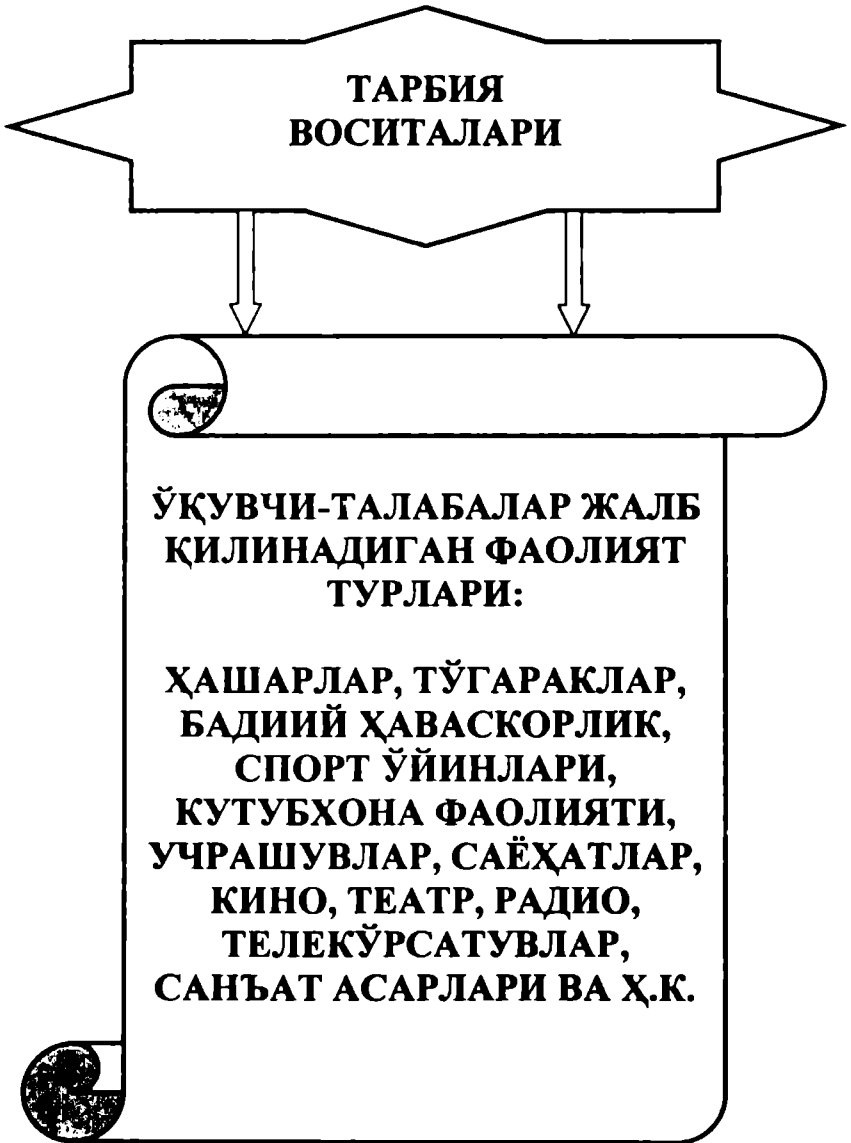 ТАРБИЯ
ВОСИТАЛАРИ
ЎҚУВЧИ-ТАЛАБАЛАР ЖАЛБ
ҚИЛИНАДИГАН ФАОЛИЯТ
ТУРЛАРИ:
ҲАШАРЛАР, ТЎГАРАКЛАР,
БАДИИЙ ҲАВАСКОРЛИК,
СПОРТ ЎЙИНЛАРИ,
КУТУБХОНА ФАОЛИЯТИ,
УЧРАШУВЛАР, САЁҲАТЛАР,
КИНО, ТЕАТР, РАДИО,
ТЕЛЕКЎРСАТУВЛАР,
САНЪАТ АСАРЛАРИ ВА Ҳ.К.